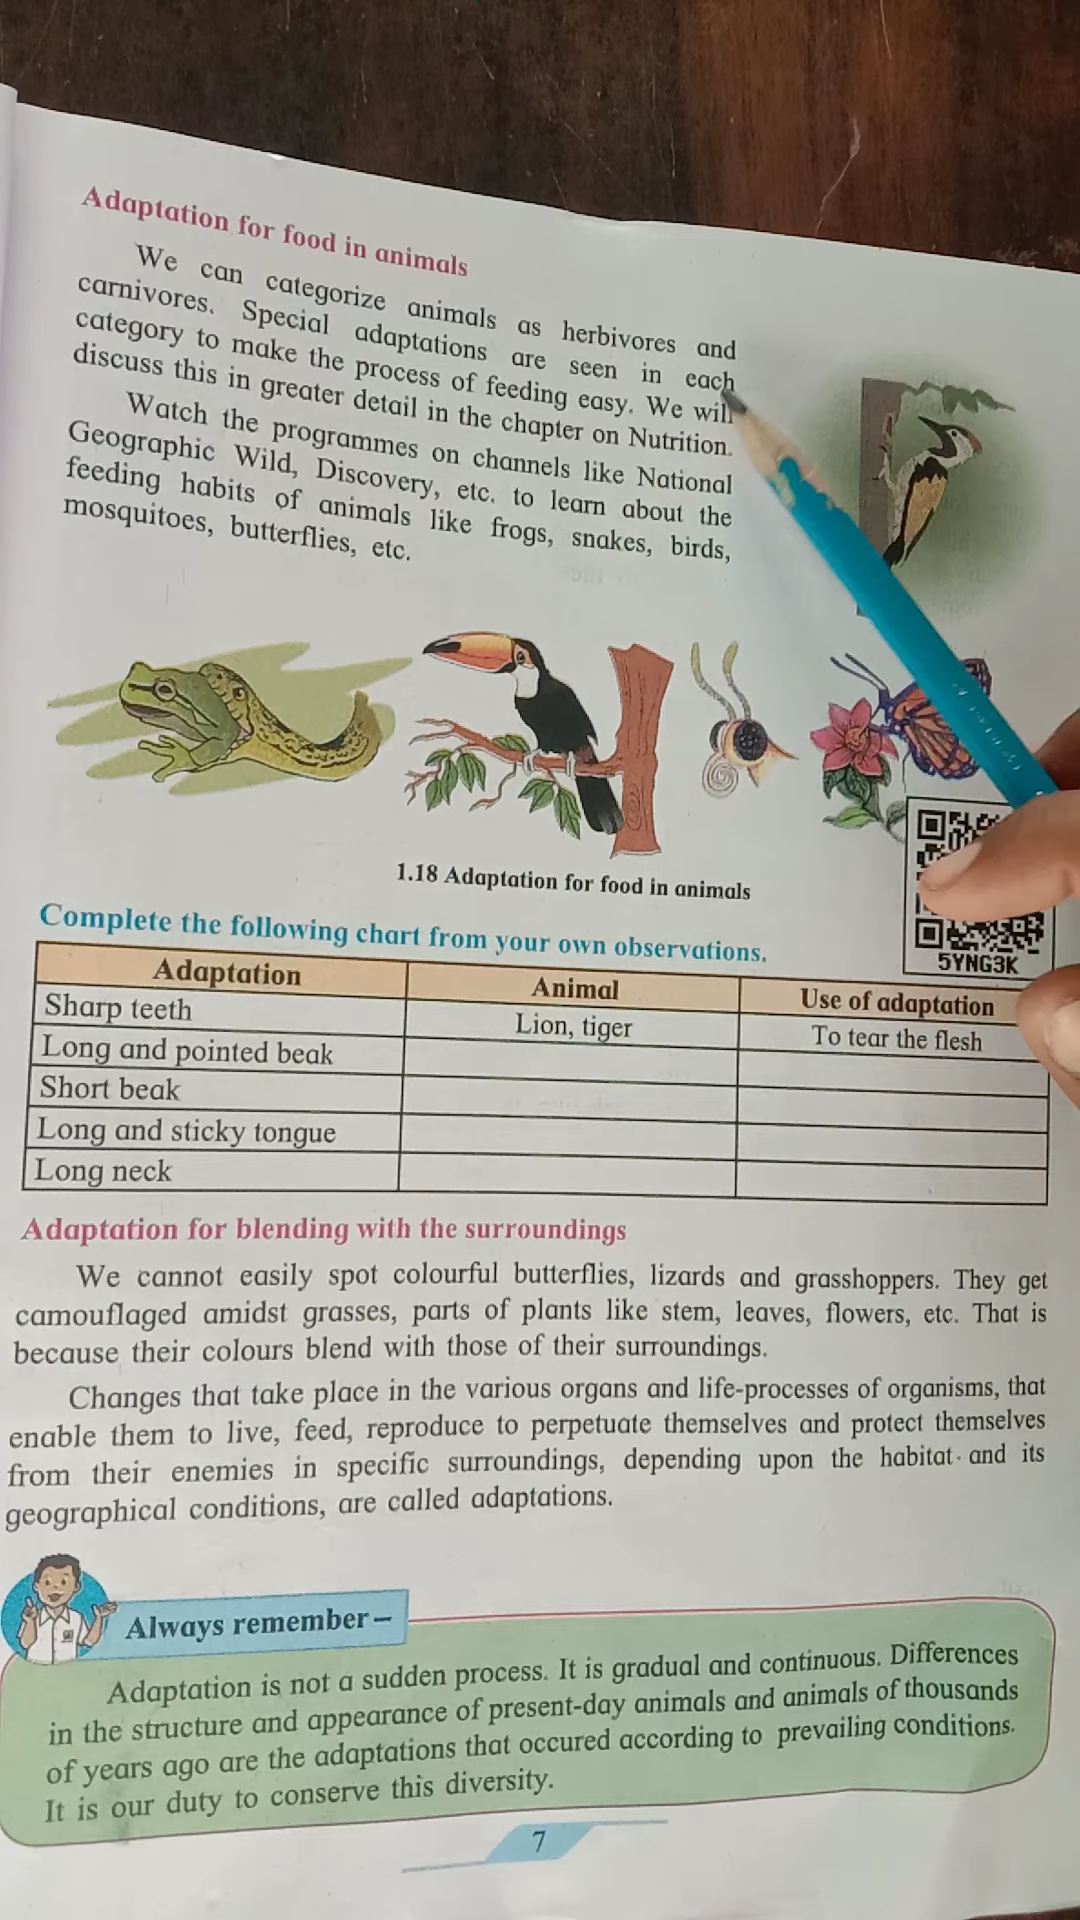 Adaptation for food in animals
We can categorize animals as herbivores and
carnivores. Special adaptations are seen in each
category to make the process of feeding easy. We will
discuss this in greater detail in the chapter on Nutrition.
Watch the programmes on channels like National
Geographic Wild, Discovery, etc. to learn about the
feeding habits of animals like frogs, snakes, birds,
mosquitoes, butterflies, etc.
1.18 Adaptation for food in animals
5YNG3K
Complete the following chart from your own observations.
Adaptation Animal Use of adaptation
Sharp teeth Lion, tiger To tear the flesh
Long and pointed beak
Short beak
Long and sticky tongue
Long neck
Adaptation for blending with the surroundings
We cannot easily spot colourful butterflies, lizards and grasshoppers. They get
camouflaged amidst grasses, parts of plants like stem, leaves, flowers, etc. That is
because their colours blend with those of their surroundings.
Changes that take place in the various organs and life-processes of organisms, that
enable them to live, feed, reproduce to perpetuate themselves and protect themselves
from their enemies in specific surroundings, depending upon the habitat and its
geographical conditions, are called adaptations.
Always remember –
Adaptation is not a sudden process. It is gradual and continuous. Differences
in the structure and appearance of present-day animals and animals of thousands
of years ago are the adaptations that occured according to prevailing conditions.
It is our duty to conserve this diversity.
7